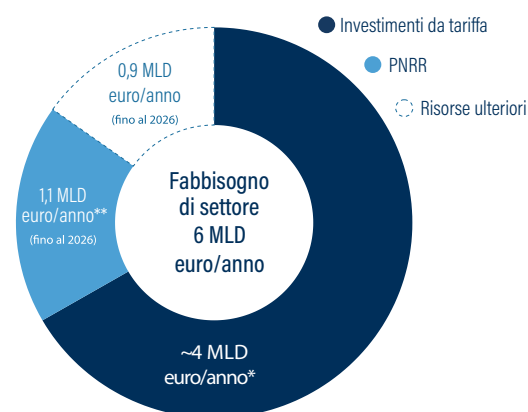 Investimenti da tariffa
PNRR
Risorse ulteriori
0,9 MLD
euro/anno
(fino al 2026)
1,1 MLD
euro/anno**
(fino al 2026)
Fabbisogno
di settore
6 MLD
euro/anno
~4 MLD
euro/anno*